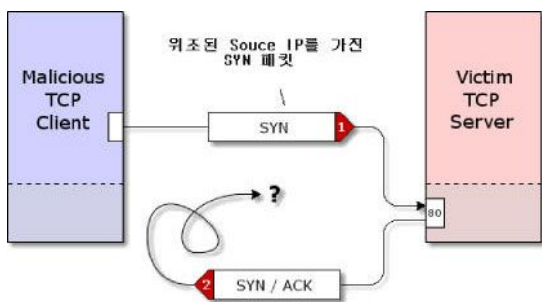 위조된 Souce IP를 가진
SYN 패킷
Malicious
TCP
Client
Victim
TCP
Server
SYN
1
80
?
2
SYN / ACK